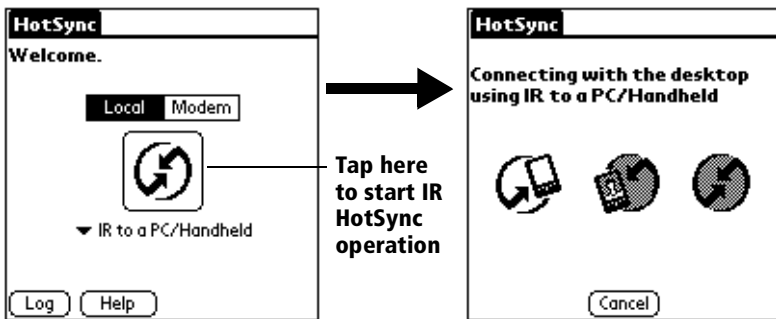 HotSync
Welcome.
Local Modem
IR to a PC/Handheld
Log Help
Tap here
to start IR
HotSync
operation
HotSync
Connecting with the desktop
using IR to a PC/Handheld
Cancel